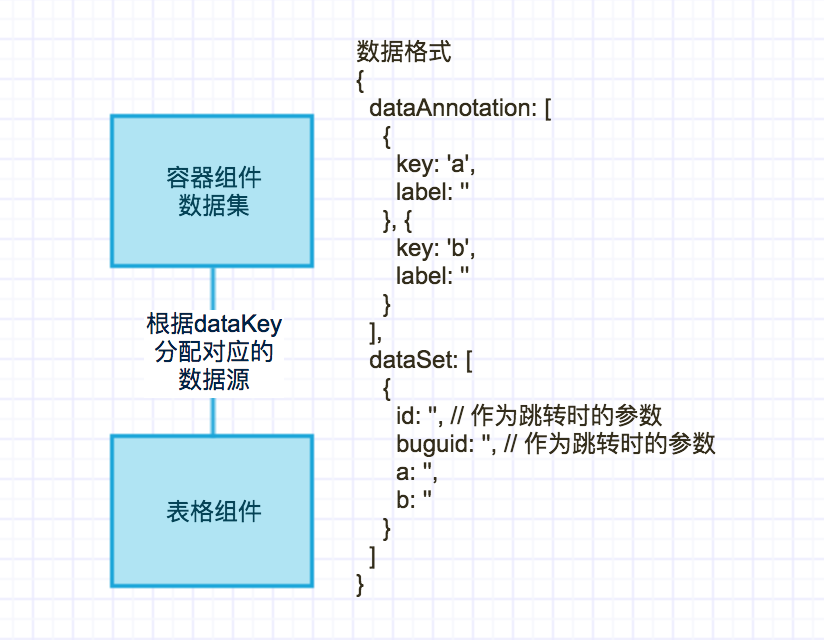 容器组件
数据集
根据dataKey
分配对应的
数据源
表格组件
数据格式
{
dataAnnotation: [
{
key: 'a',
label: ''
}, {
key: 'b',
label: ''
}
],
dataSet: [
{
id: '', // 作为跳转时的参数
buguid: '', // 作为跳转时的参数
a: '',
b: ''
}
]
}